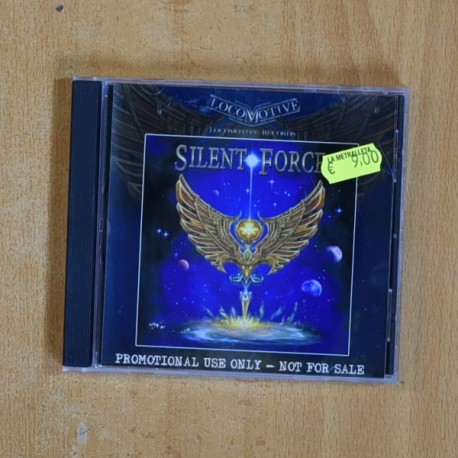 LOCOMOTIVE
LOCOMOTIVE RECORDS
SILENT FORCE
LA METRALLETA
€ 9,00
PROMOTIONAL USE ONLY – NOT FOR SALE